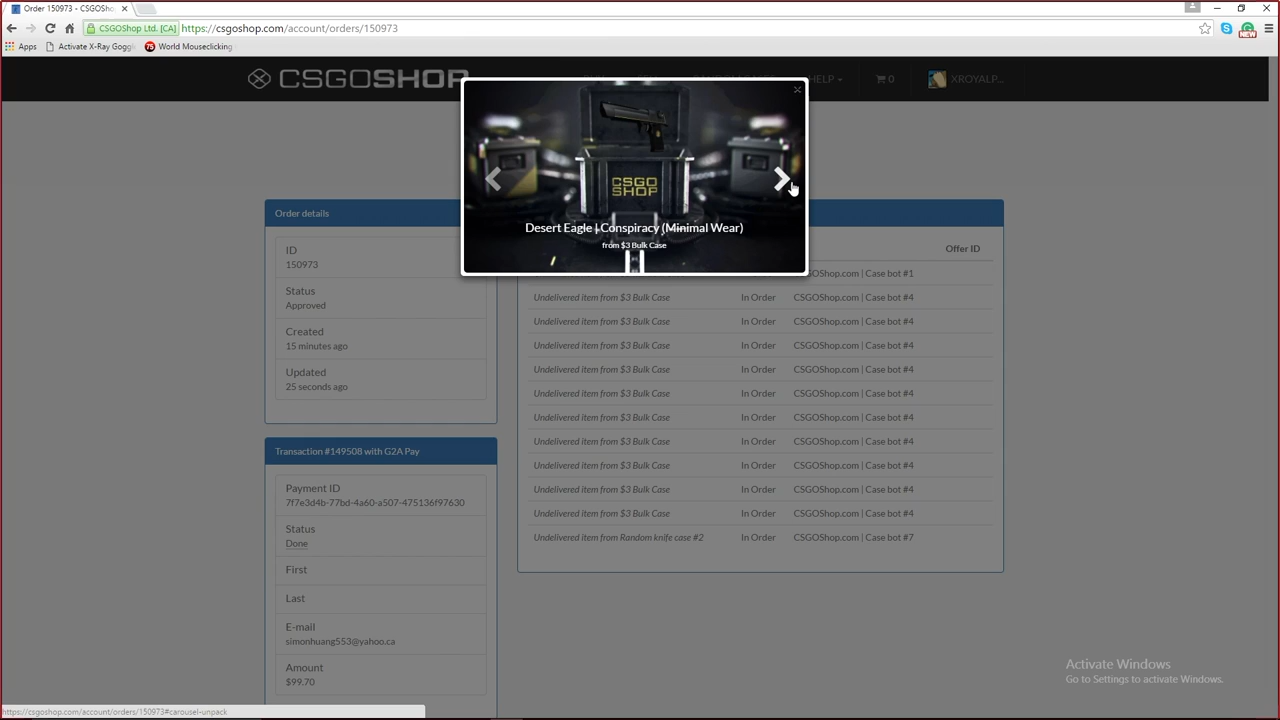 Order 150973 - CSGOSh
CSGOShop Ltd. [CA]
https://csgoshop.com/account/orders/150973
Apps
Activate X-Ray Goggl
75
World Mouseclicking
NEW
CSGOSHOP
HELP
0
XROYALP...
CSGO
SHOP
Desert Eagle | Conspiracy (Minimal Wear)
from $3 Bulk Case
Order details
ID
150973
Status
Approved
Created
15 minutes ago
Updated
25 seconds ago
Offer ID
CSGOShop.com | Case bot #1
Undelivered item from $3 Bulk Case In Order CSGOShop.com | Case bot #4
Undelivered item from $3 Bulk Case In Order CSGOShop.com | Case bot #4
Undelivered item from $3 Bulk Case In Order CSGOShop.com | Case bot #4
Undelivered item from $3 Bulk Case In Order CSGOShop.com | Case bot #4
Undelivered item from $3 Bulk Case In Order CSGOShop.com | Case bot #4
Undelivered item from $3 Bulk Case In Order CSGOShop.com | Case bot #4
Undelivered item from $3 Bulk Case In Order CSGOShop.com | Case bot #4
Undelivered item from $3 Bulk Case In Order CSGOShop.com | Case bot #4
Undelivered item from $3 Bulk Case In Order CSGOShop.com | Case bot #4
Undelivered item from $3 Bulk Case In Order CSGOShop.com | Case bot #4
Undelivered item from Random knife case #2 In Order CSGOShop.com | Case bot #7
Transaction #149508 with G2A Pay
Payment ID
7f7e3d4b-77bd-4a60-a507-475136f97630
Status
Done
First
Last
E-mail
simonhuang553@yahoo.ca
Amount
$99.70
Activate Windows
Go to Settings to activate Windows.
https://csgoshop.com/account/orders/150973#carousel-unpack